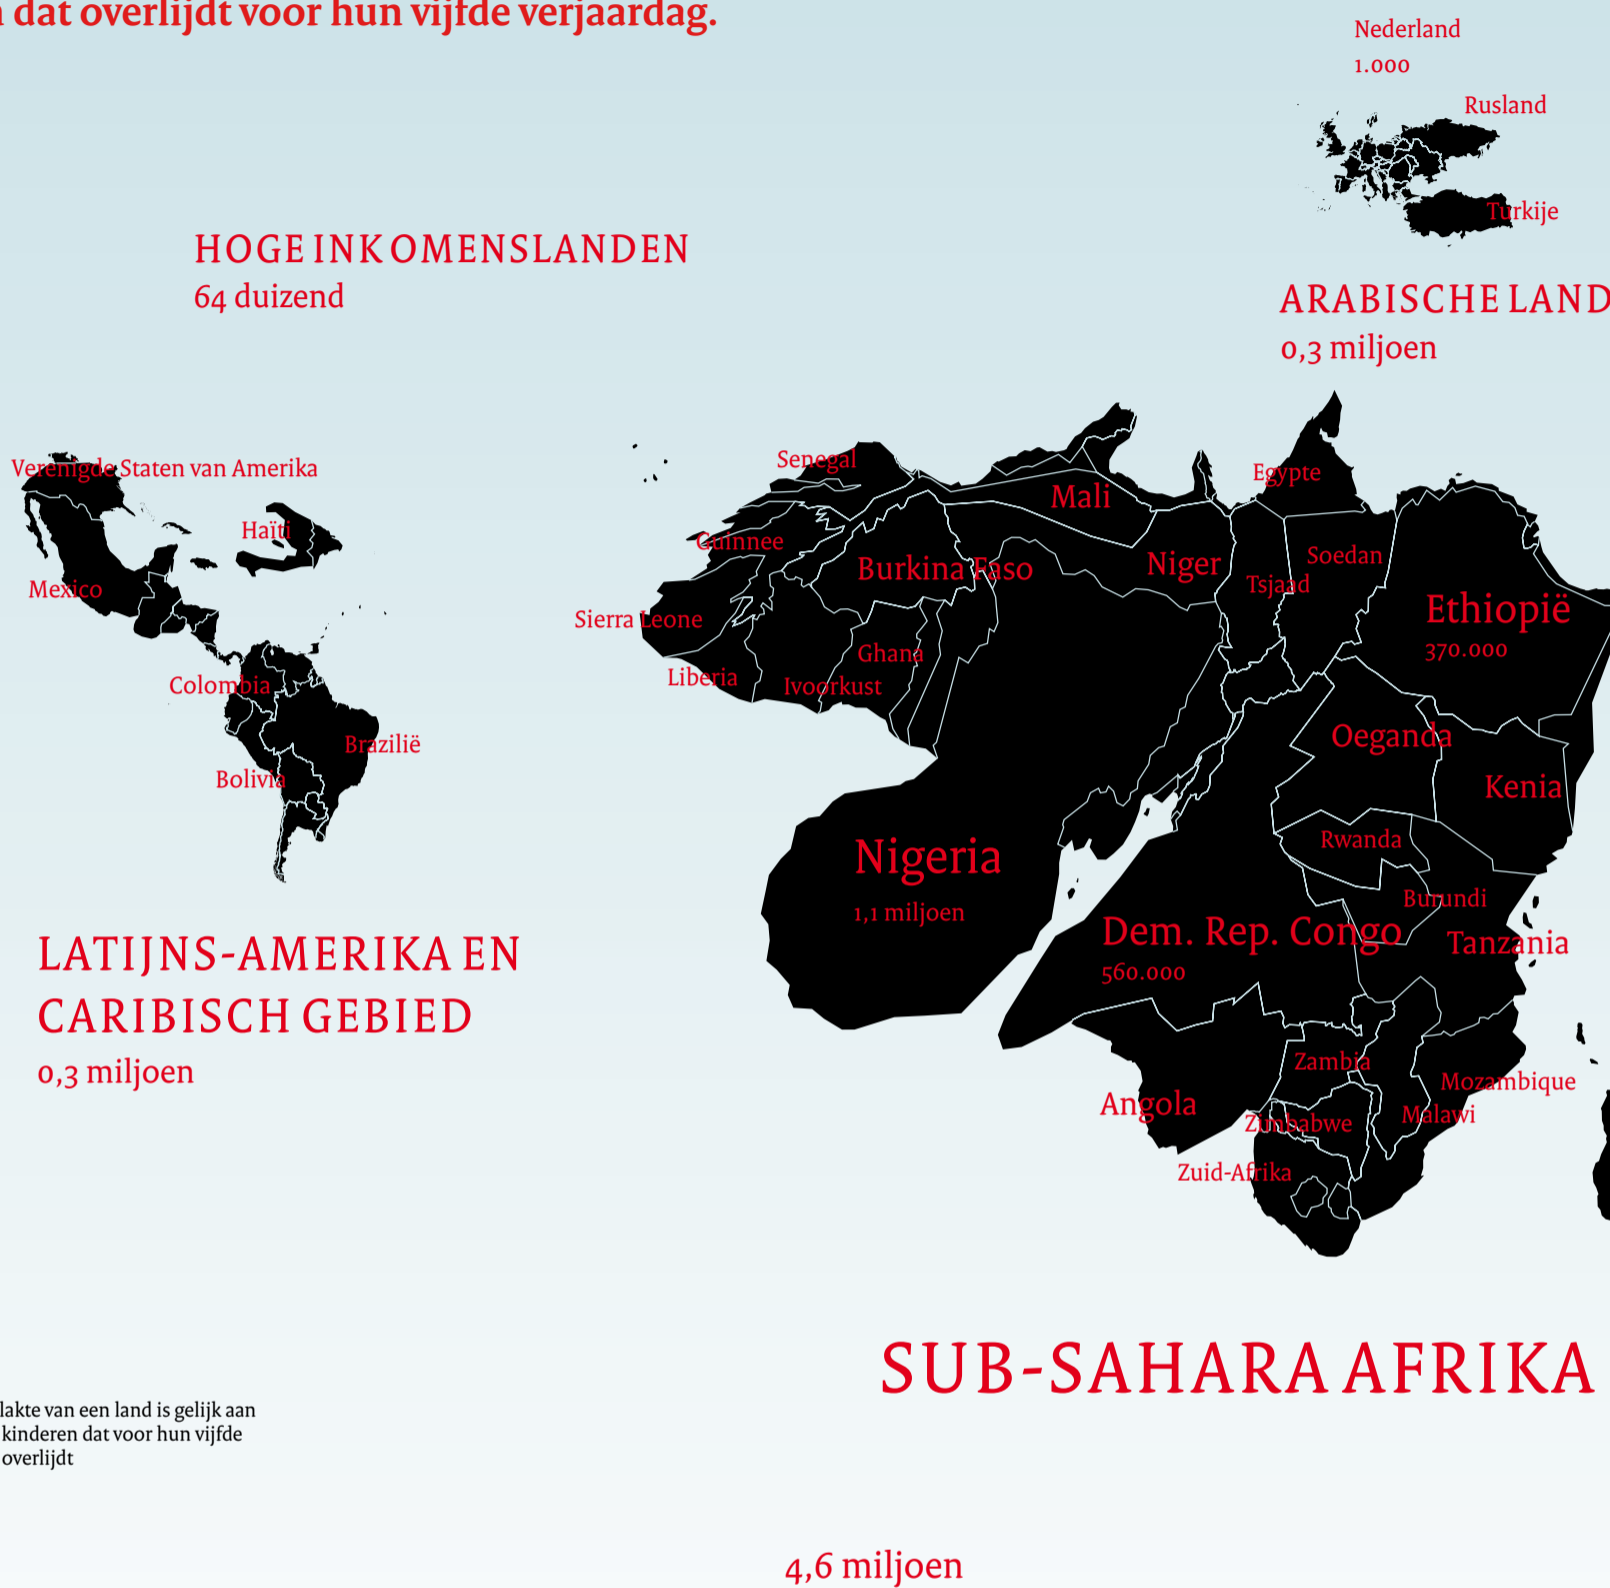 dat overlijdt voor hun vijfde verjaardag.
Nederland
1.000
Rusland
Turkije
HOGE INKOMENSLANDEN
64 duizend
ARABISCHE LAND
0,3 miljoen
Verenigde Staten van Amerika
Haïti
Mexico
Colombia
Brazilië
Bolivia
LATIJNS-AMERIKA EN
CARIBISCH GEBIED
0,3 miljoen
Senegal
Mali
Egypte
Guinnee
Burkina Faso
Niger
Tsjaad
Soedan
Ethiopië
370.000
Sierra Leone
Liberia
Ivoorkust
Ghana
Oeganda
Kenia
Nigeria
1,1 miljoen
Rwanda
Burundi
Dem. Rep. Congo
560.000
Tanzania
Zambia
Angola
Mozambique
Malawi
Zimbabwe
Zuid-Afrika
SUB-SAHARA AFRIKA
lakte van een land is gelijk aan
kinderen dat voor hun vijfde
overlijdt
4,6 miljoen